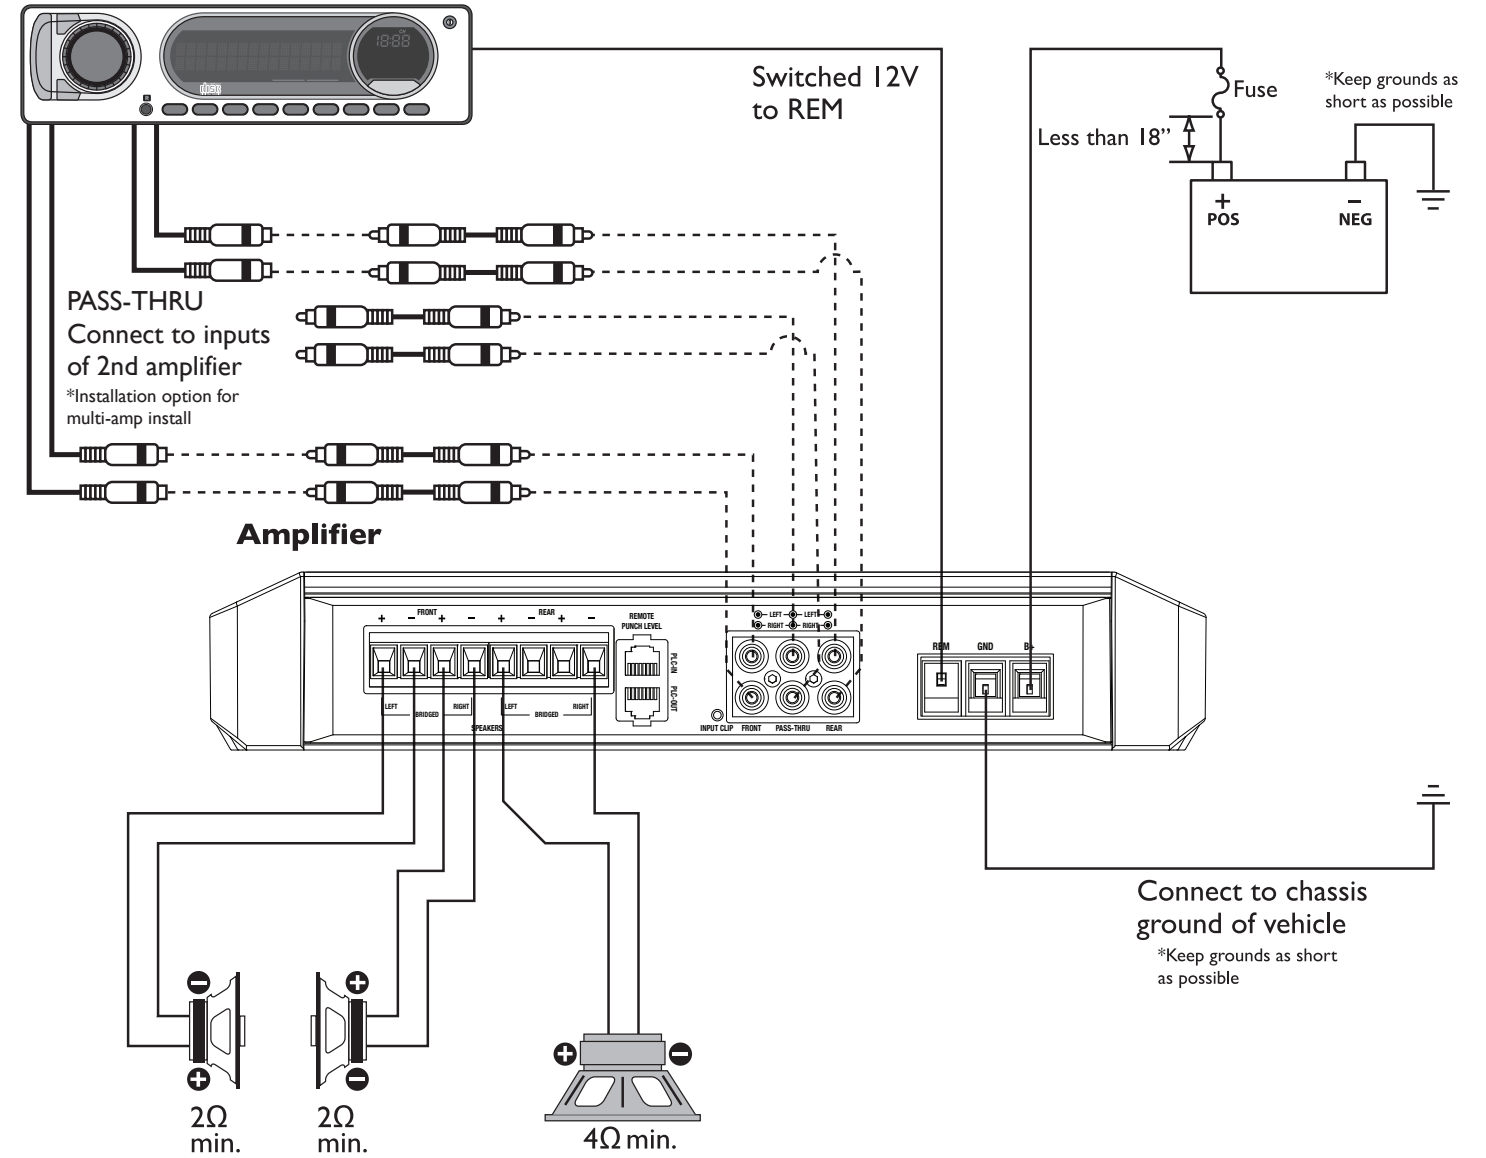 CH
18:88
disc
Switched 12V
to REM
Fuse
*Keep grounds as
short as possible
Less than 18”
+ −
POS NEG
PASS-THRU
Connect to inputs
of 2nd amplifier
*Installation option for
multi-amp install
Amplifier
FRONT REAR
+ − + − + − + −
REMOTE
PUNCH LEVEL
LEFT LEFT
RIGHT RIGHT
REM GND B+
PLC-IN
PLC-OUT
LEFT BRIDGED RIGHT LEFT BRIDGED RIGHT
SPEAKERS
INPUT CLIP FRONT PASS-THRU REAR
Connect to chassis
ground of vehicle
*Keep grounds as short
as possible
− +
+ −
+ −
2Ω
min.
2Ω
min.
4Ω min.